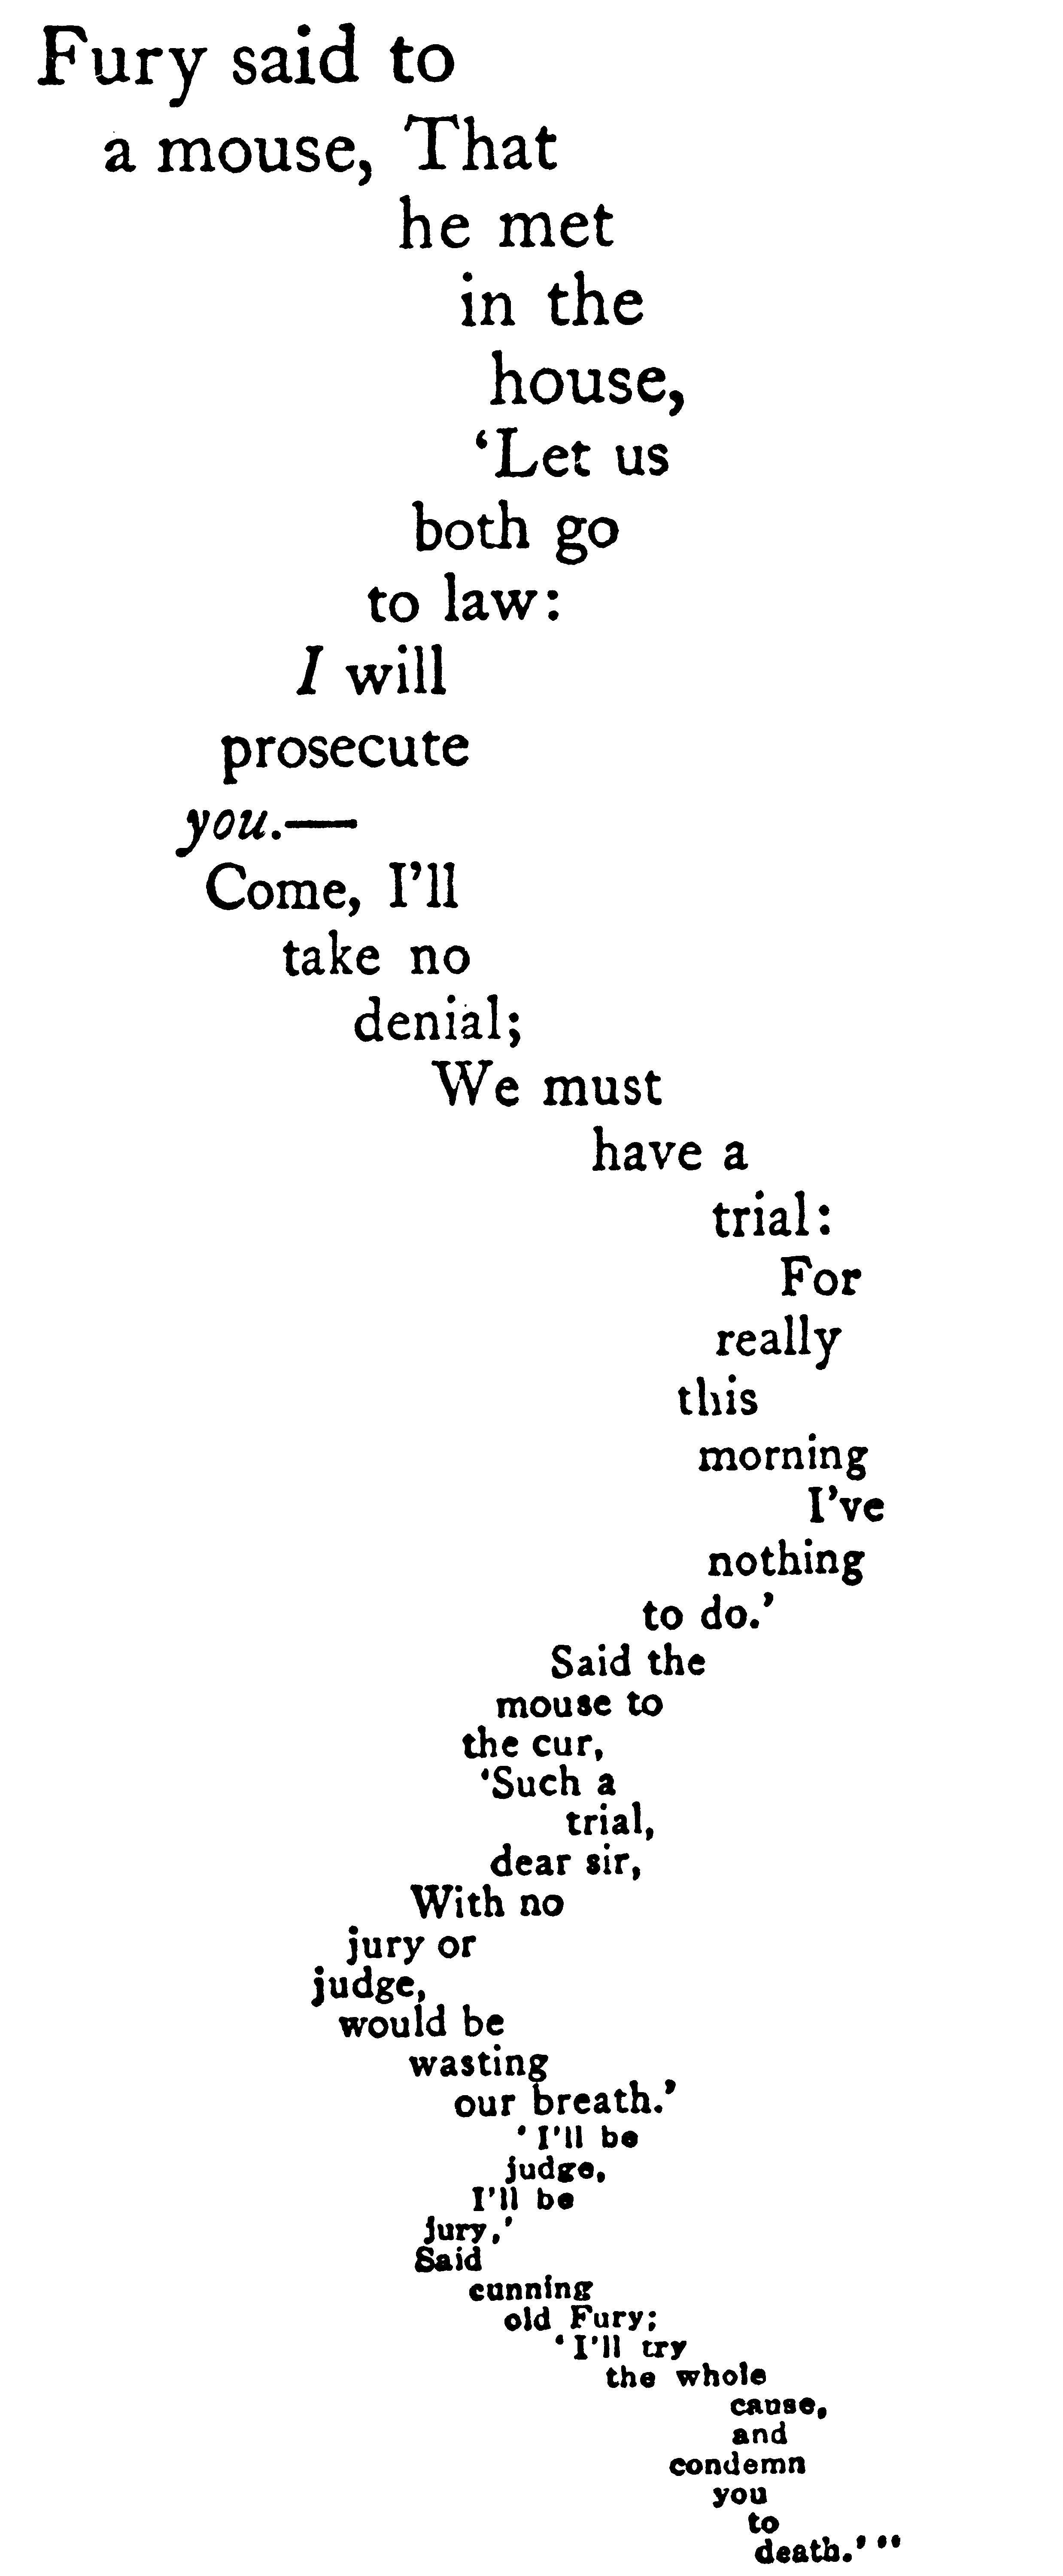 Fury said to
a mouse, That
he met
in the
house,
‘Let us
both go
to law:
I will
prosecute
you.—
Come, I’ll
take no
denial;
We must
have a
trial:
For
really
this
morning
I’ve
nothing
to do.’
Said the
mouse to
the cur,
‘Such a
trial,
dear sir,
With no
jury or
judge,
would be
wasting
our breath.’
‘I’ll be
judge,
I’ll be
jury,’
Said
cunning
old Fury;
‘I’ll try
the whole
cause,
and
condemn
you
to
death.’ ”